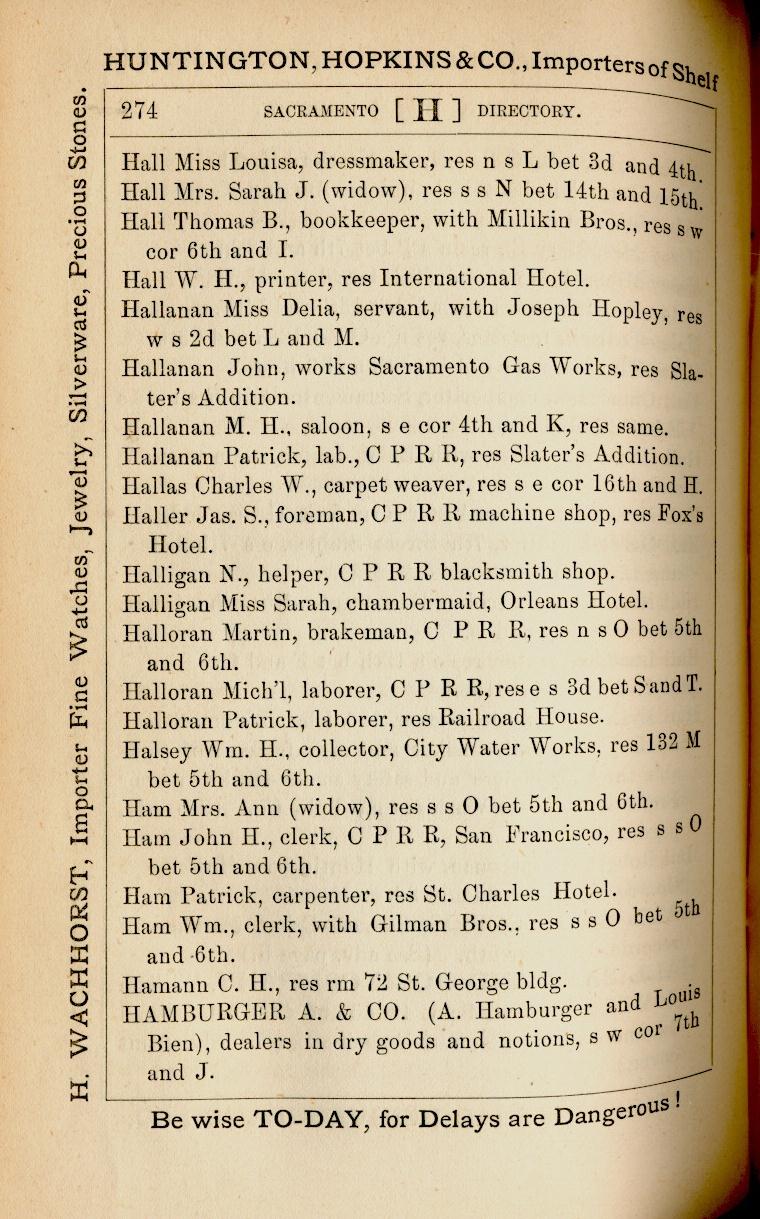 HUNTINGTON, HOPKINS & CO., Importers of Shelf
H. WACHHORST, Importer Fine Watches, Jewelry, Silverware, Precious Stones.
274 SACRAMENTO [H] DIRECTORY.
Hall Miss Louisa, dressmaker, res n s L bet 3d and 4th.
Hall Mrs. Sarah J. (widow), res s s N bet 14th and 15th.
Hall Thomas B., bookkeeper, with Millikin Bros., res s w
cor 6th and I.
Hall W. H., printer, res International Hotel.
Hallanan Miss Delia, servant, with Joseph Hopley, res
w s 2d bet L and M.
Hallanan John, works Sacramento Gas Works, res Sla-
ter's Addition.
Hallanan M. H., saloon, s e cor 4th and K, res same.
Hallanan Patrick, lab., C P R R, res Slater's Addition.
Hallas Charles W., carpet weaver, res s e cor 16th and H.
Haller Jas. S., foreman, C P R R machine shop, res Fox's
Hotel.
Halligan N., helper, C P R R blacksmith shop.
Halligan Miss Sarah, chambermaid, Orleans Hotel.
Halloran Martin, brakeman, C P R R, res n s O bet 5th
and 6th.
Halloran Mich'l, laborer, C P R R, res e s 3d bet S and T.
Halloran Patrick, laborer, res Railroad House.
Halsey Wm. H., collector, City Water Works, res 132 M
bet 5th and 6th.
Ham Mrs. Ann (widow), res s s O bet 5th and 6th.
Ham John H., clerk, C P R R, San Francisco, res s s O
bet 5th and 6th.
Ham Patrick, carpenter, res St. Charles Hotel.
Ham Wm., clerk, with Gilman Bros., res s s O bet 5th
and 6th.
Hamann C. H., res rm 72 St. George bldg.
HAMBURGER A. & CO. (A. Hamburger and Louis
Bien), dealers in dry goods and notions, s w cor 7th
and J.
Be wise TO-DAY, for Delays are Dangerous!